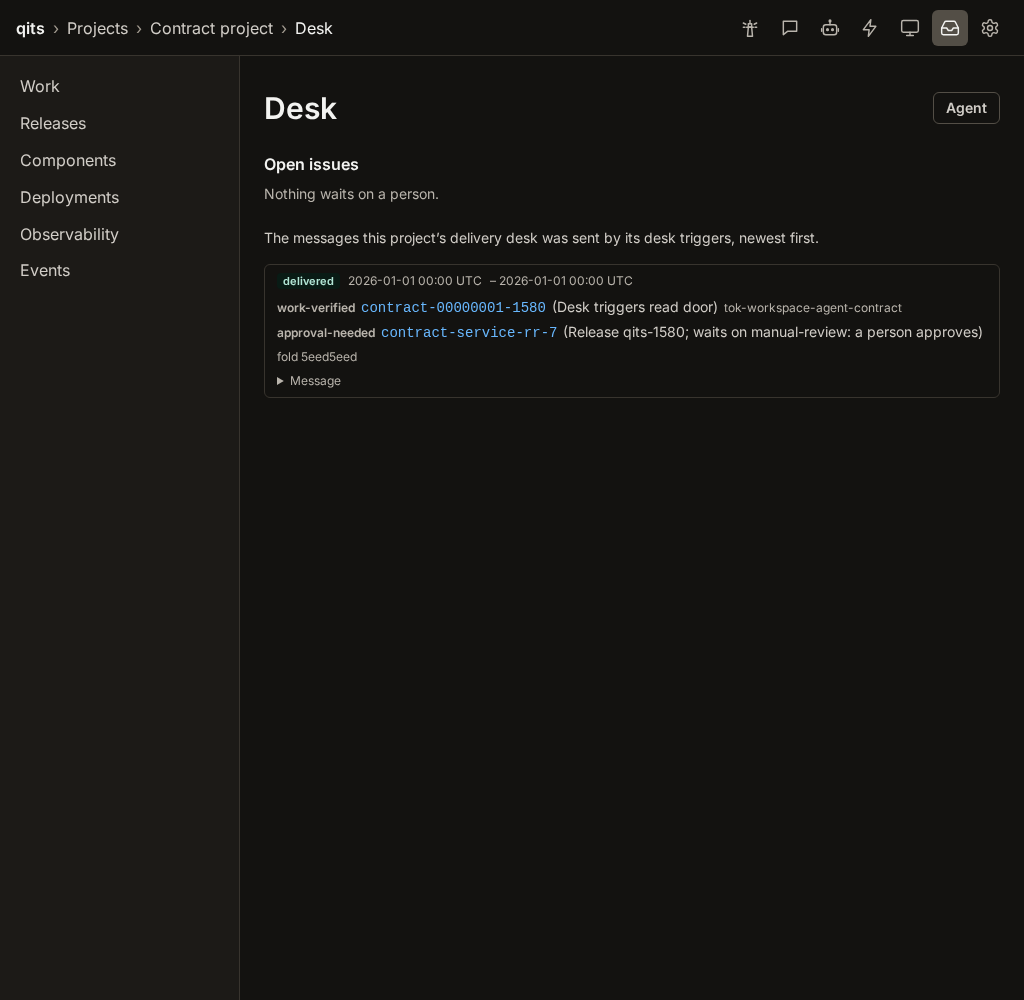 qits › Projects › Contract project › Desk
Work
Releases
Components
Deployments
Observability
Events
Desk
Agent
Open issues
Nothing waits on a person.
The messages this project’s delivery desk was sent by its desk triggers, newest first.
delivered 2026-01-01 00:00 UTC – 2026-01-01 00:00 UTC
work-verified contract-00000001-1580 (Desk triggers read door) tok-workspace-agent-contract
approval-needed contract-service-rr-7 (Release qits-1580; waits on manual-review: a person approves)
fold 5eed5eed
Message